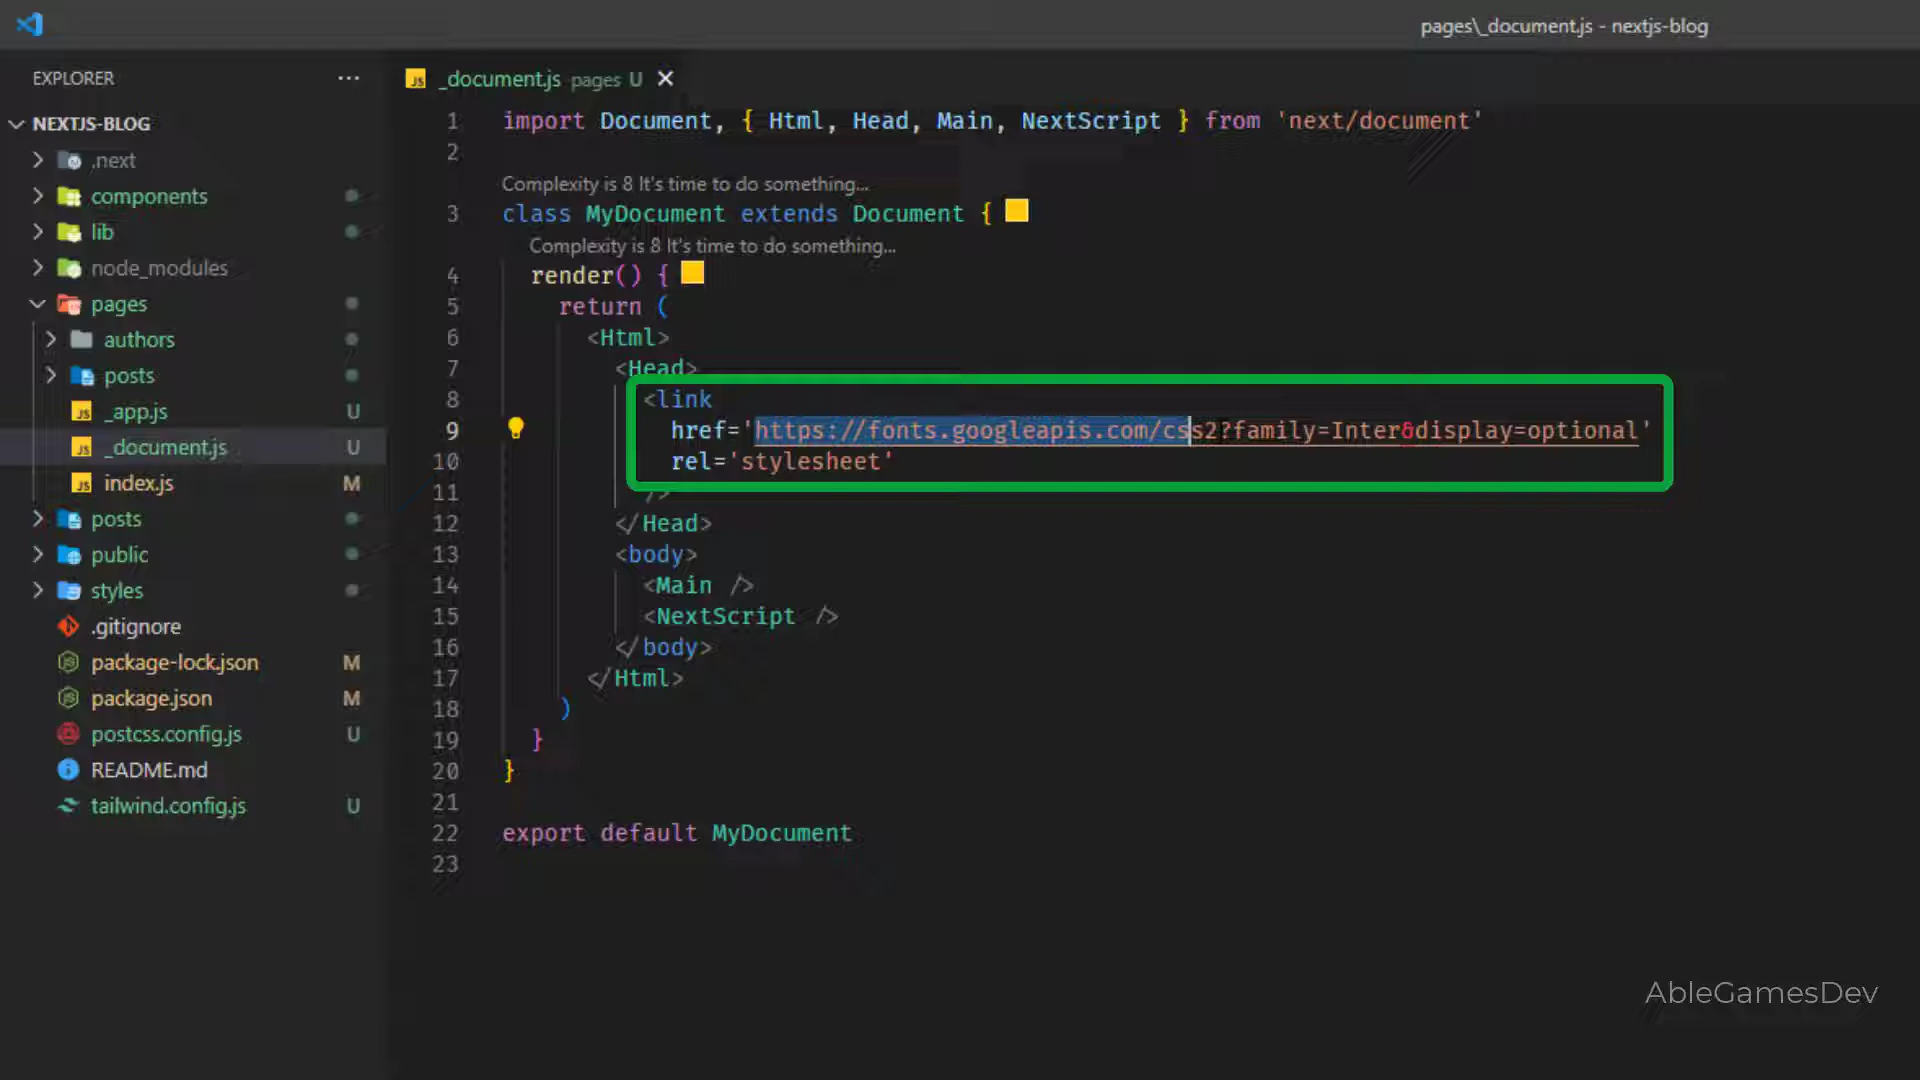 pages\_document.js - nextjs-blog
EXPLORER ...
NEXTJS-BLOG
.next
components
lib
node_modules
pages
authors
posts
_app.js U
_document.js U
index.js M
posts
public
styles
.gitignore
package-lock.json M
package.json M
postcss.config.js U
README.md
tailwind.config.js U
JS _document.js pages U ×
1 import Document, { Html, Head, Main, NextScript } from 'next/document'
2
Complexity is 8 It's time to do something...
3 class MyDocument extends Document {
Complexity is 8 It's time to do something...
4 render() {
5 return (
6 <Html>
7 <Head>
8 <link
9 href='https://fonts.googleapis.com/css2?family=Inter&display=optional'
10 rel='stylesheet'
11 />
12 </Head>
13 <body>
14 <Main />
15 <NextScript />
16 </body>
17 </Html>
18 )
19 }
20 }
21
22 export default MyDocument
23
AbleGamesDev